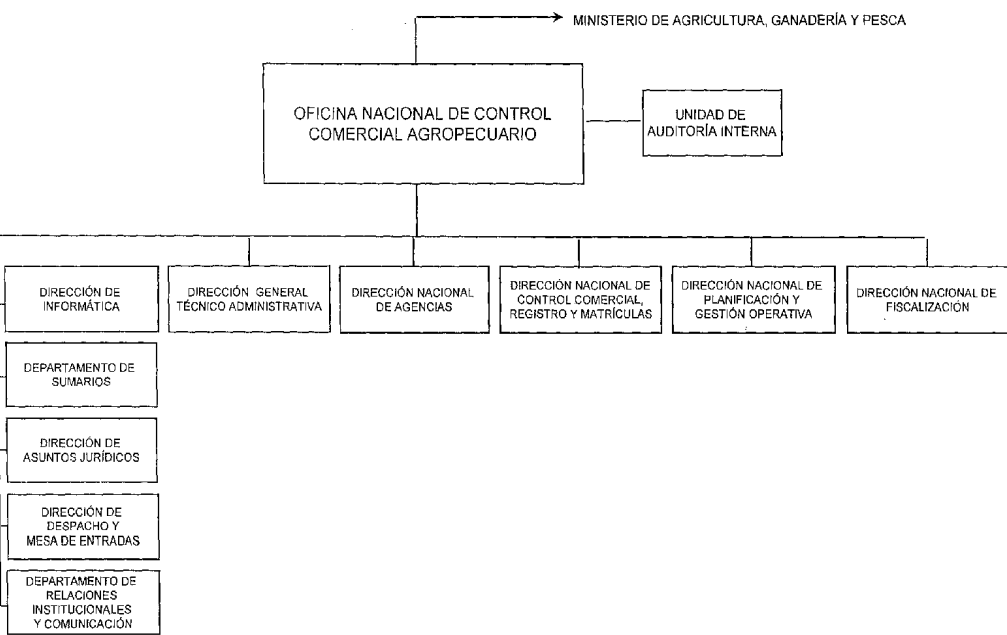 MINISTERIO DE AGRICULTURA, GANADERÍA Y PESCA
OFICINA NACIONAL DE CONTROL
COMERCIAL AGROPECUARIO
UNIDAD DE
AUDITORÍA INTERNA
DIRECCIÓN DE
INFORMÁTICA
DIRECCIÓN GENERAL
TÉCNICO ADMINISTRATIVA
DIRECCIÓN NACIONAL
DE AGENCIAS
DIRECCIÓN NACIONAL DE
CONTROL COMERCIAL,
REGISTRO Y MATRÍCULAS
DIRECCIÓN NACIONAL DE
PLANIFICACIÓN Y
GESTIÓN OPERATIVA
DIRECCIÓN NACIONAL DE
FISCALIZACIÓN
DEPARTAMENTO DE
SUMARIOS
DIRECCIÓN DE
ASUNTOS JURÍDICOS
DIRECCIÓN DE
DESPACHO Y
MESA DE ENTRADAS
DEPARTAMENTO DE
RELACIONES
INSTITUCIONALES
Y COMUNICACIÓN